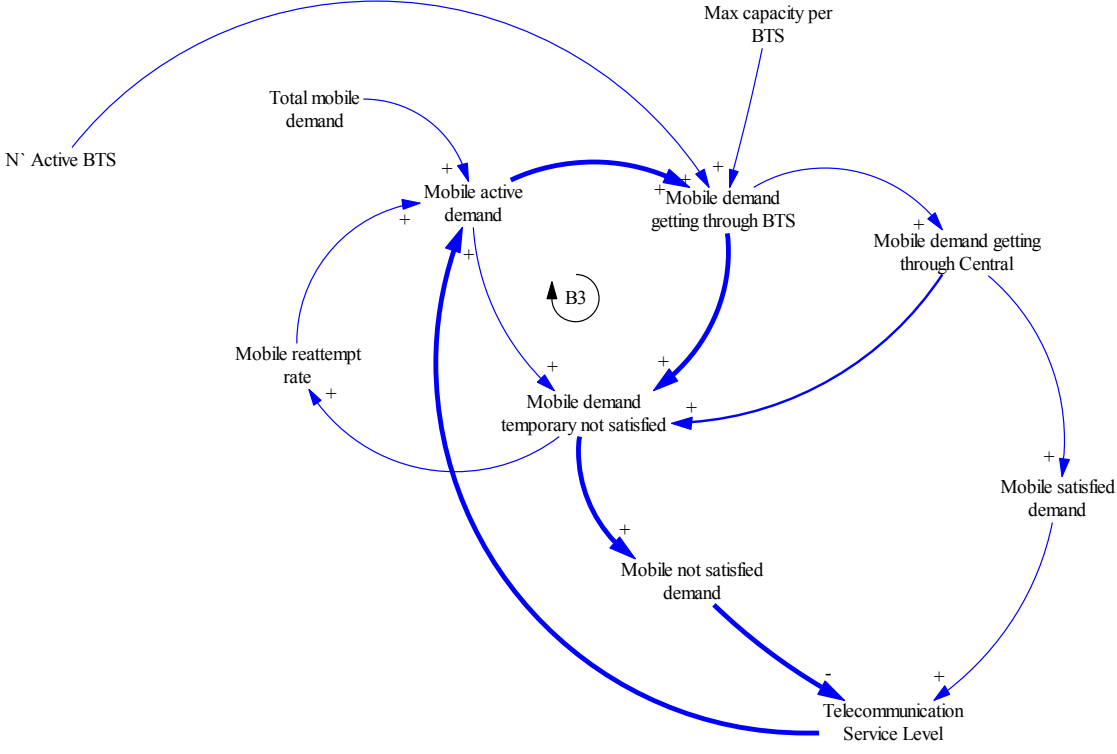 Max capacity per
BTS
Total mobile
demand
N` Active BTS
+
+
+
+
+
Mobile active
demand
Mobile demand
getting through BTS
+
+
Mobile demand getting
through Central
+
B3
Mobile reattempt
rate
+
+
+
+
Mobile demand
temporary not satisfied
+
Mobile satisfied
demand
+
Mobile not satisfied
demand
-
+
Telecommunication
Service Level